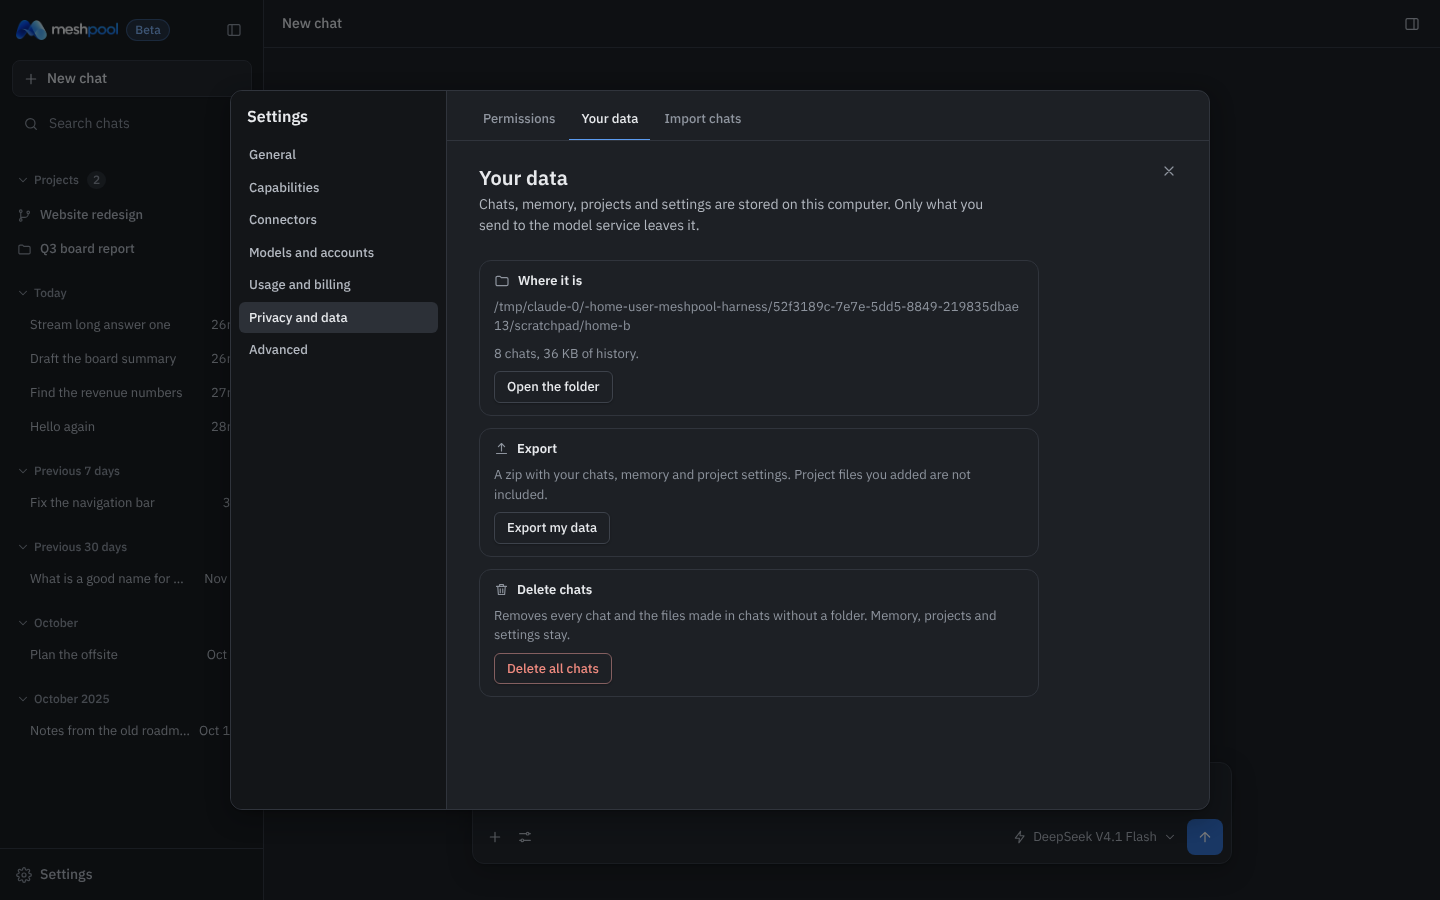 meshpool Beta
New chat
New chat
Search chats
Projects 2
Website redesign
Q3 board report
Today
Stream long answer one 26
Draft the board summary 26
Find the revenue numbers 27
Hello again 28
Previous 7 days
Fix the navigation bar 3
Previous 30 days
What is a good name for ... Nov
October
Plan the offsite Oct
October 2025
Notes from the old roadm... Oct 1
Settings
Settings
General
Capabilities
Connectors
Models and accounts
Usage and billing
Privacy and data
Advanced
Permissions Your data Import chats
Your data
Chats, memory, projects and settings are stored on this computer. Only what you
send to the model service leaves it.
Where it is
/tmp/claude-0/-home-user-meshpool-harness/52f3189c-7e7e-5dd5-8849-219835dbae
13/scratchpad/home-b
8 chats, 36 KB of history.
Open the folder
Export
A zip with your chats, memory and project settings. Project files you added are not
included.
Export my data
Delete chats
Removes every chat and the files made in chats without a folder. Memory, projects and
settings stay.
Delete all chats
DeepSeek V4.1 Flash